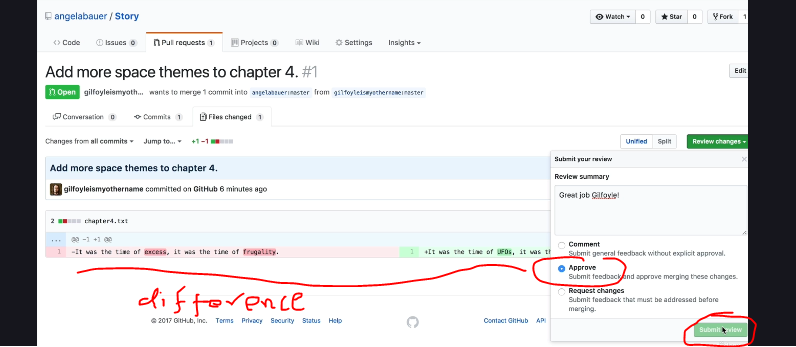 angelabauer / Story
Watch 0 Star 0 Fork 1
Code Issues 0 Pull requests 1 Projects 0 Wiki Settings Insights
Add more space themes to chapter 4. #1
Edit
Open gilfoyleismyoth... wants to merge 1 commit into angelabauer:master from gilfoyleismyothername:master
Conversation 0 Commits 1 Files changed 1
Changes from all commits Jump to... +1 −1
Unified Split Review changes
Add more space themes to chapter 4.
gilfoyleismyothername committed on GitHub 6 minutes ago
2 chapter4.txt
... @@ -1 +1 @@
1 -It was the time of excess, it was the time of frugality.
1 +It was the time of UFOs, it was th
difference
Submit your review
Review summary
Great job Gilfoyle!
Comment
Submit general feedback without explicit approval.
Approve
Submit feedback and approve merging these changes.
Request changes
Submit feedback that must be addressed before
merging.
Submit review
© 2017 GitHub, Inc. Terms Privacy Security Status Help
Contact GitHub API